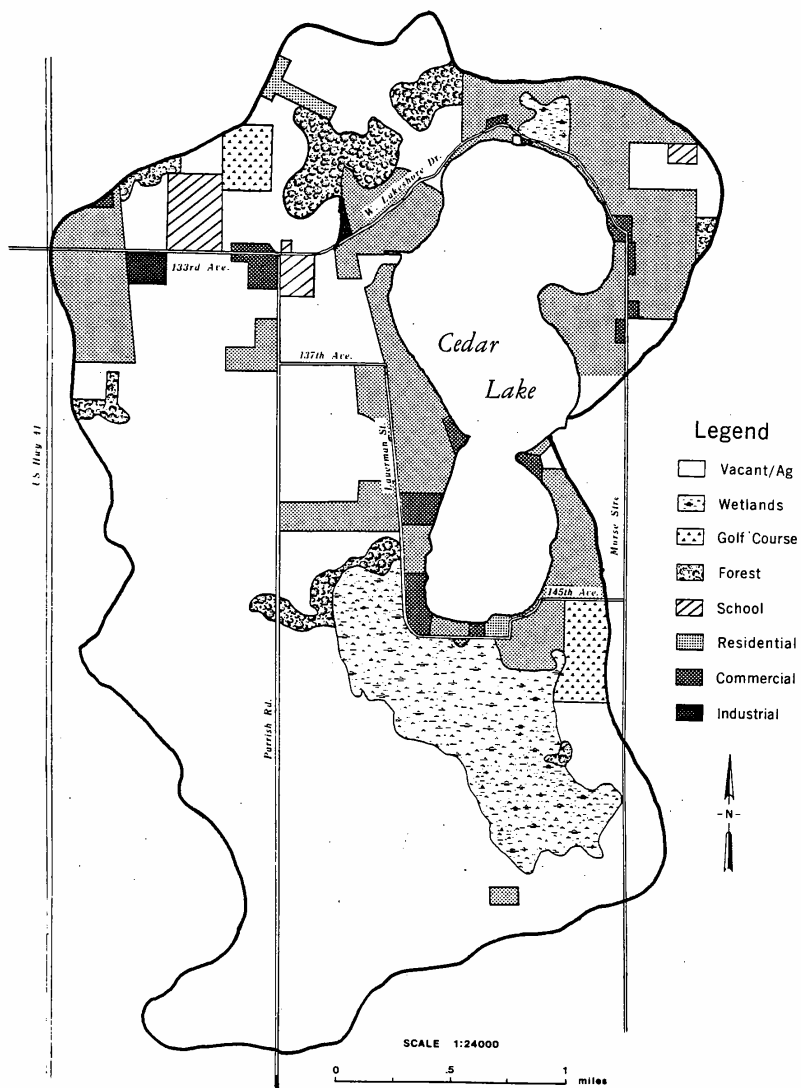 W. Lakeshore Dr.
133rd Ave.
Cedar
Lake
137th Ave.
Lauerman St.
US Hwy 41
Morse Stre
145th Ave.
Parrish Rd.
Legend
Vacant/Ag
Wetlands
Golf Course
Forest
School
Residential
Commercial
Industrial
-N-
SCALE 1:24000
0 .5 1
miles